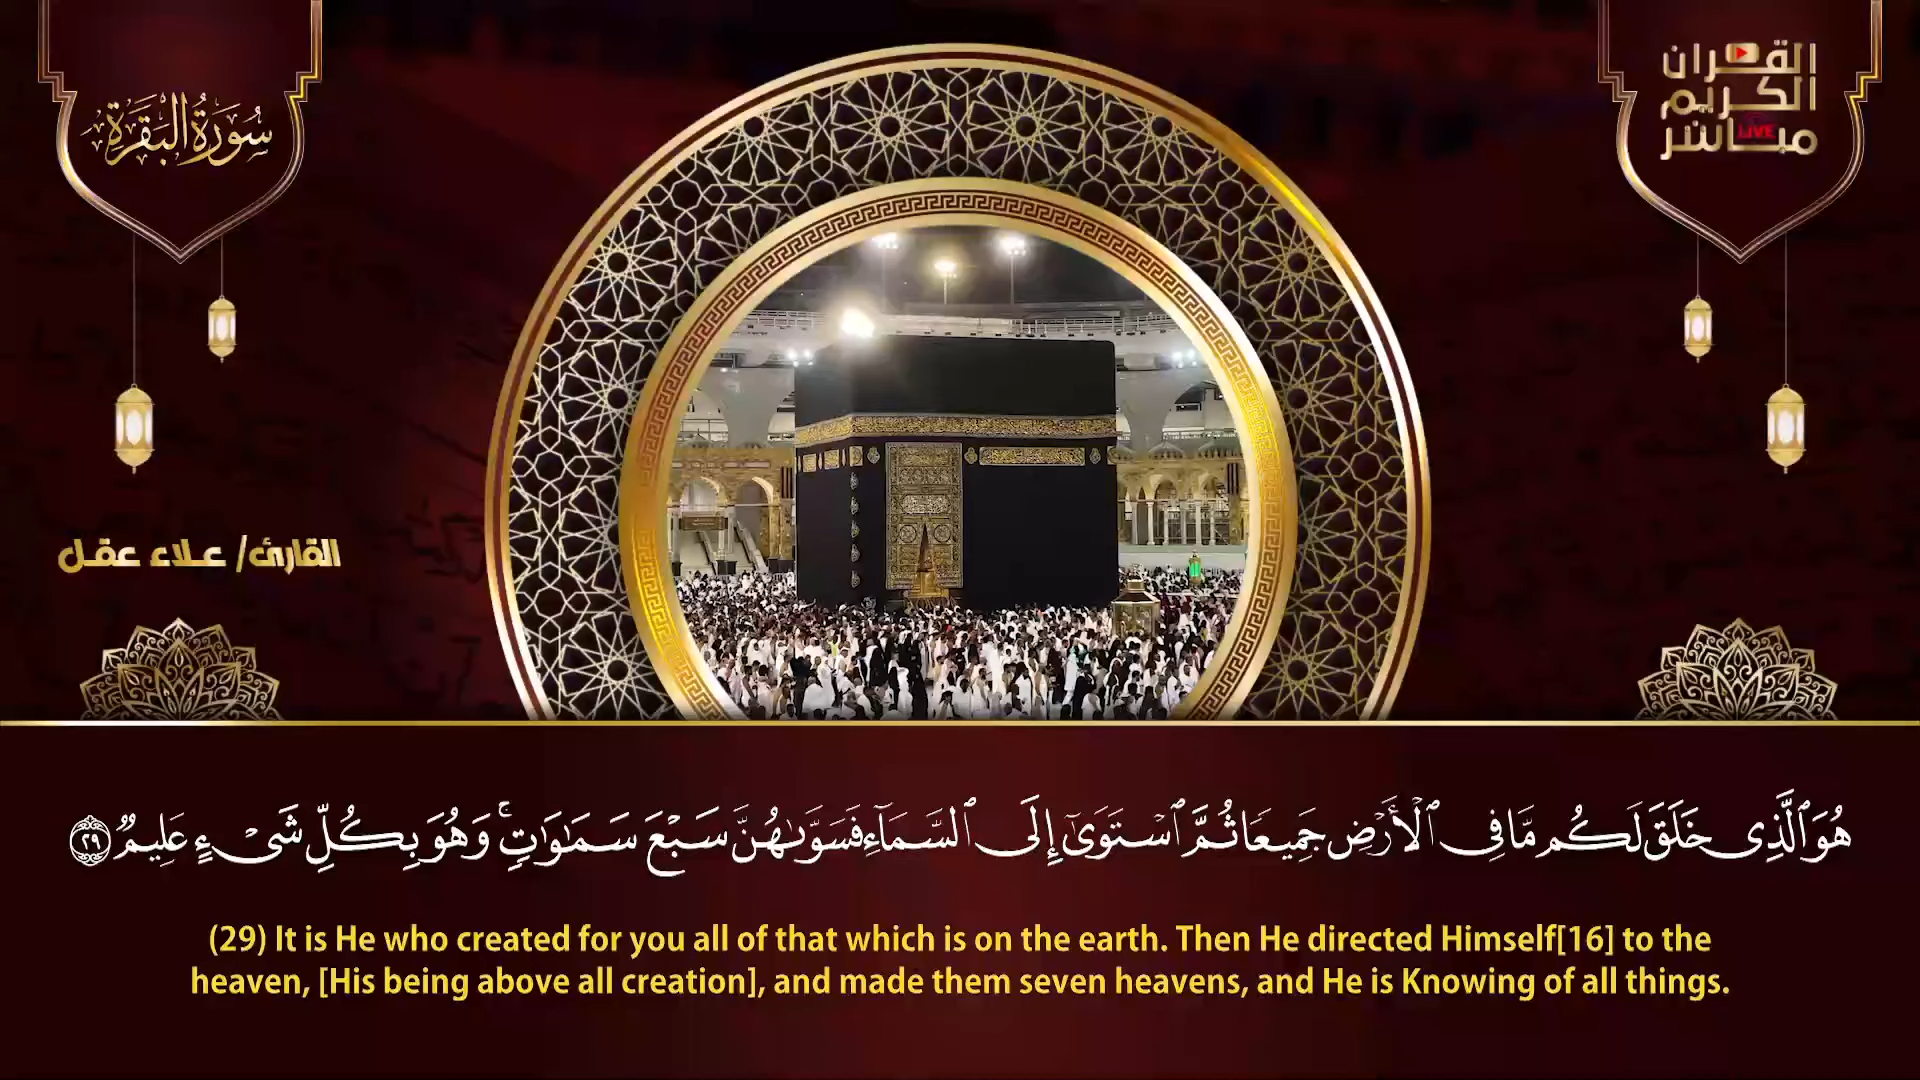 سُورَةُ البَقَرَةِ
القران
الكريم
مباشر
LIVE
القارئ/ علاء عقل
هُوَ ٱلَّذِى خَلَقَ لَكُم مَّا فِى ٱلْأَرْضِ جَمِيعًا ثُمَّ ٱسْتَوَىٰٓ إِلَى ٱلسَّمَآءِ فَسَوَّىٰهُنَّ سَبْعَ سَمَٰوَٰتٍۚ وَهُوَ بِكُلِّ شَىْءٍ عَلِيمٌ ٢٩
(29) It is He who created for you all of that which is on the earth. Then He directed Himself[16] to the
heaven, [His being above all creation], and made them seven heavens, and He is Knowing of all things.